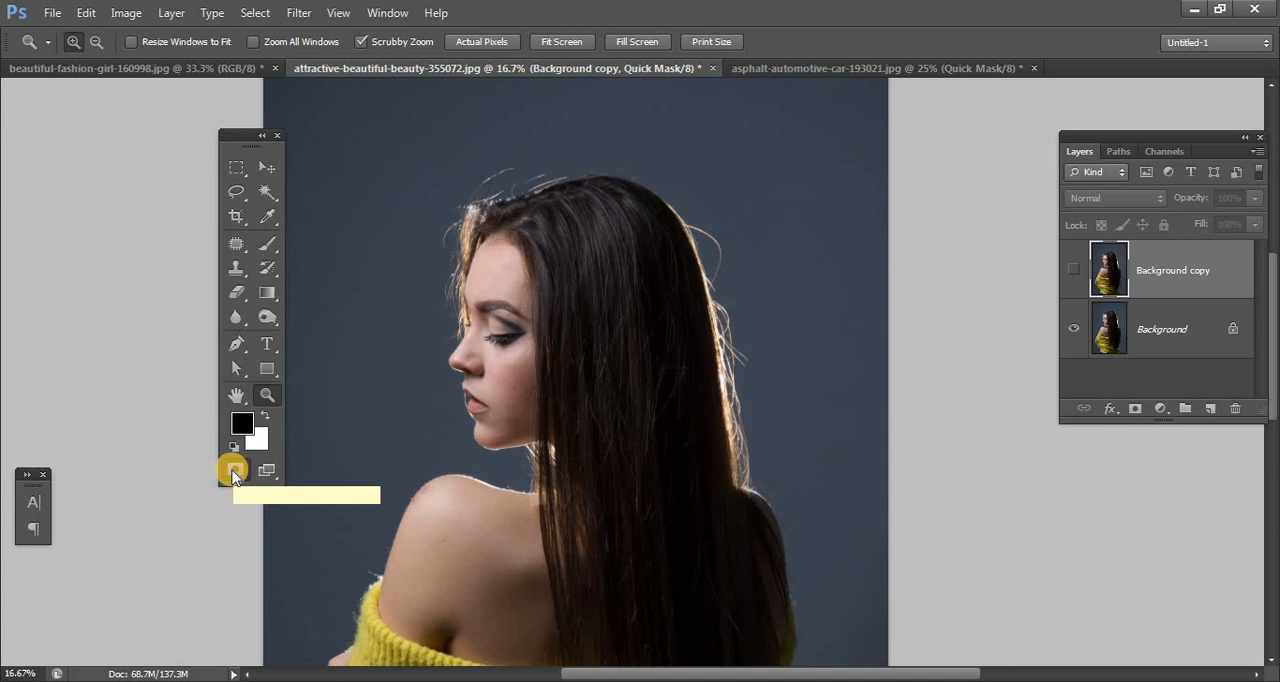 Ps File Edit Image Layer Type Select Filter View Window Help
Resize Windows to Fit Zoom All Windows Scrubby Zoom Actual Pixels Fit Screen Fill Screen Print Size Untitled-1
beautiful-fashion-girl-160998.jpg @ 33.3% (RGB/8) * × attractive-beautiful-beauty-355072.jpg @ 16.7% (Background copy, Quick Mask/8) * × asphalt-automotive-car-193021.jpg @ 25% (Quick Mask/8) * ×
Layers Paths Channels
Kind
Normal Opacity: 100%
Lock: Fill: 100%
Background copy
Background
T
A
16.67% Doc: 68.7M/137.3M